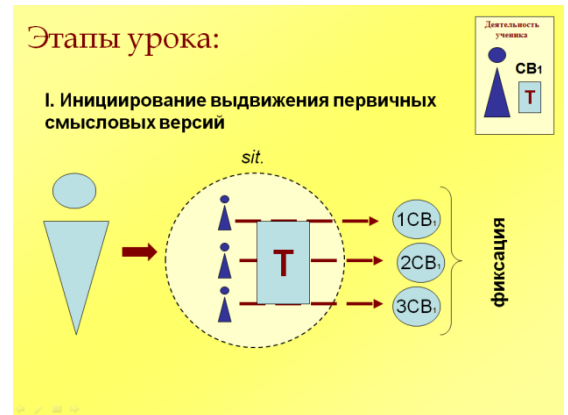 Этапы урока:
Деятельность
ученика
СВ₁
Т
I. Инициирование выдвижения первичных
смысловых версий
sit.
Т
1СВ₁
2СВ₁
3СВ₁
фиксация